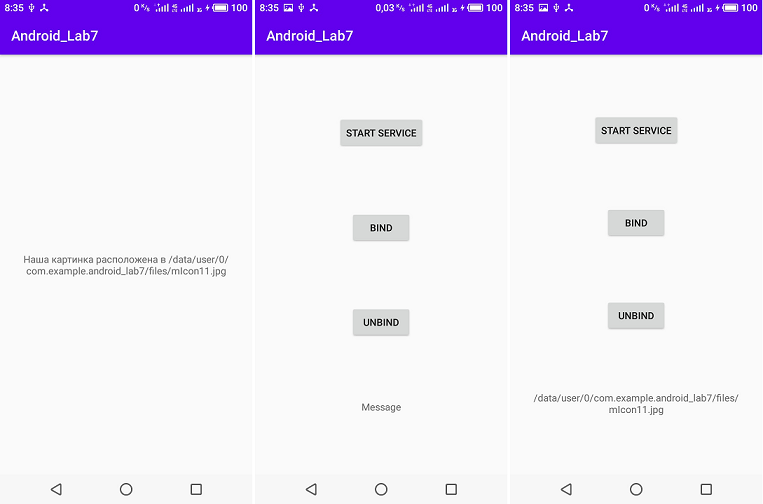 8:35
0 K/s
100
Android_Lab7
Наша картинка расположена в /data/user/0/
com.example.android_lab7/files/mIcon11.jpg
8:35
0,03 K/s
100
Android_Lab7
START SERVICE
BIND
UNBIND
Message
8:35
0 K/s
100
Android_Lab7
START SERVICE
BIND
UNBIND
/data/user/0/com.example.android_lab7/files/
mIcon11.jpg